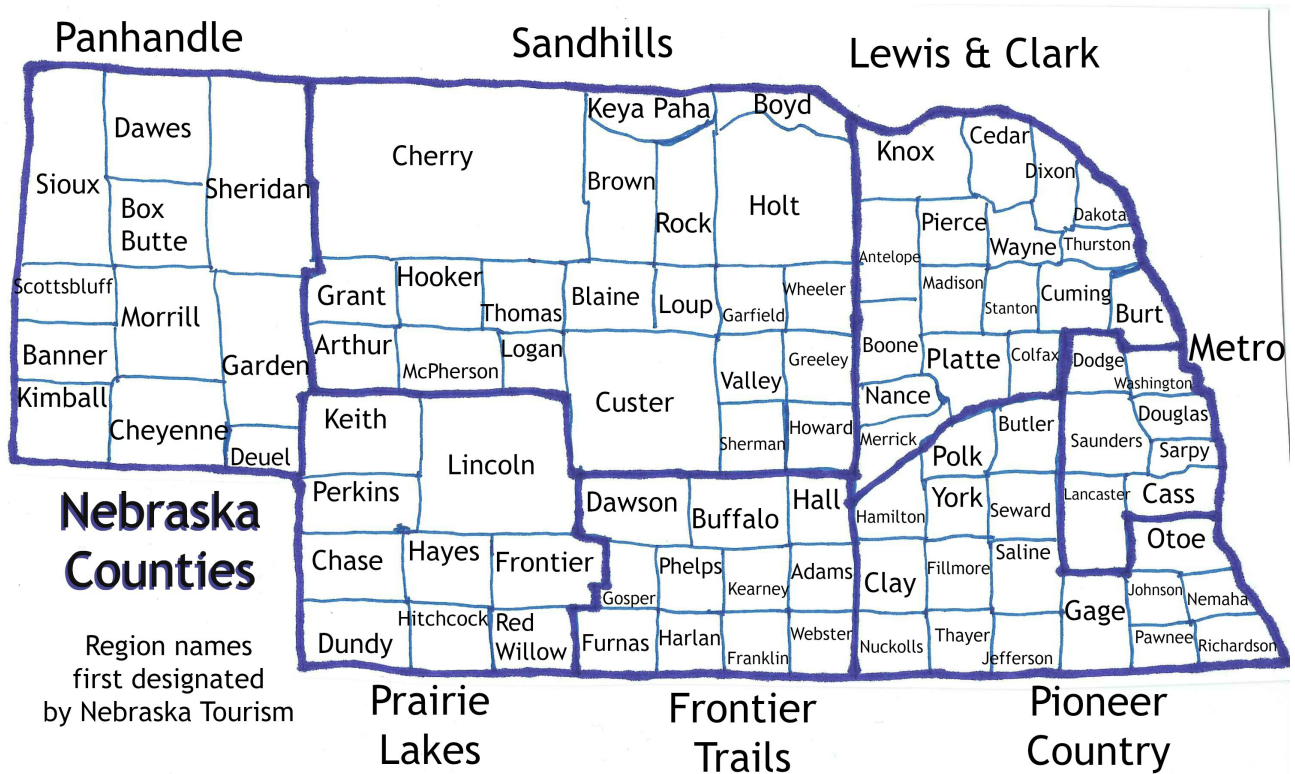 Panhandle
Sandhills
Lewis & Clark
Sioux
Dawes
Box
Butte
Sheridan
Scottsbluff
Morrill
Banner
Garden
Kimball
Cheyenne
Deuel
Cherry
Keya Paha
Boyd
Brown
Rock
Holt
Grant
Hooker
Thomas
Blaine
Loup
Garfield
Wheeler
Arthur
McPherson
Logan
Custer
Valley
Greeley
Sherman
Howard
Knox
Cedar
Dixon
Dakota
Antelope
Pierce
Wayne
Thurston
Madison
Stanton
Cuming
Burt
Boone
Platte
Colfax
Nance
Merrick
Metro
Dodge
Washington
Douglas
Saunders
Sarpy
Lancaster
Cass
Keith
Lincoln
Perkins
Chase
Hayes
Frontier
Dundy
Hitchcock
Red
Willow
Dawson
Buffalo
Hall
Gosper
Phelps
Kearney
Adams
Furnas
Harlan
Franklin
Webster
Butler
Polk
Hamilton
York
Seward
Clay
Fillmore
Saline
Otoe
Gage
Johnson
Nemaha
Nuckolls
Thayer
Jefferson
Pawnee
Richardson
Nebraska
Counties
Region names
first designated
by Nebraska Tourism
Prairie
Lakes
Frontier
Trails
Pioneer
Country